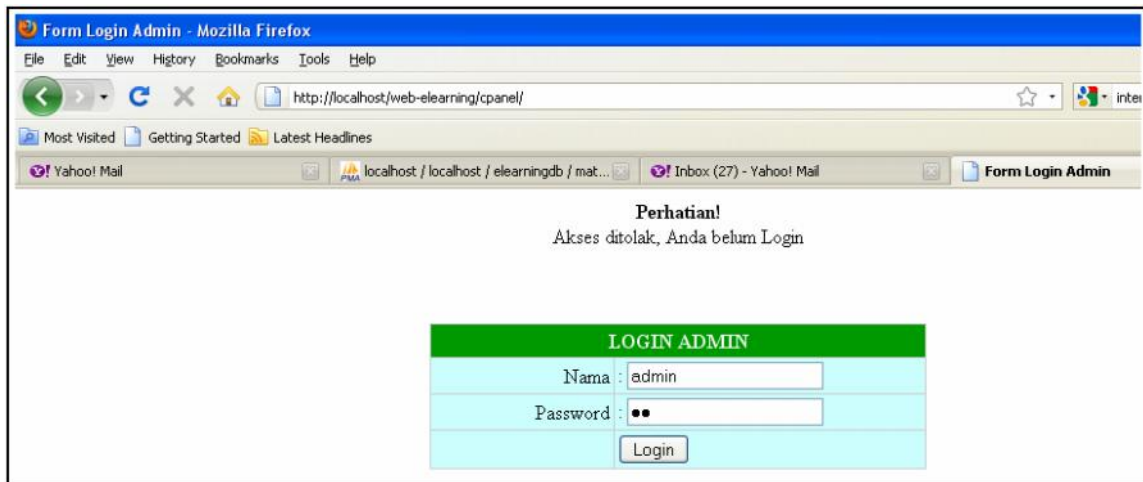 Form Login Admin - Mozilla Firefox
File Edit View History Bookmarks Tools Help
http://localhost/web-elearning/cpanel/
Most Visited Getting Started Latest Headlines
Yahoo! Mail localhost / localhost / elearningdb / mat... Inbox (27) - Yahoo! Mail Form Login Admin
Perhatian!
Akses ditolak, Anda belum Login
LOGIN ADMIN
Nama : admin
Password : ••
Login